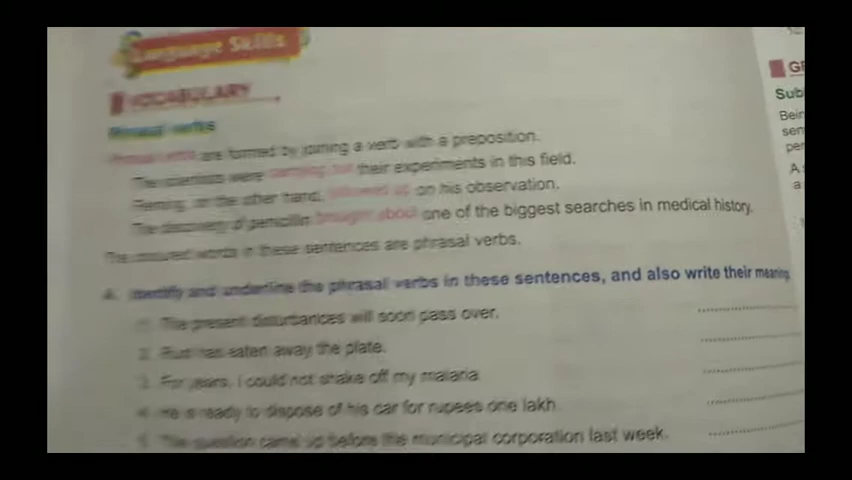 Language Skills
VOCABULARY
Phrasal verbs
Phrasal verbs are formed by joining a verb with a preposition.
The scientists were carrying out their experiments in this field.
Fleming, on the other hand, followed up on his observation.
The discovery of penicillin brought about one of the biggest searches in medical history.
The coloured words in these sentences are phrasal verbs.
A. Identify and underline the phrasal verbs in these sentences, and also write their meaning
1. The present disturbances will soon pass over.
2. Rust has eaten away the plate.
3. For years, I could not shake off my malaria
4. He is ready to dispose of his car for rupees one lakh
5. The question came up before the municipal corporation last week.
Sub
Bein
sen
per
A
a